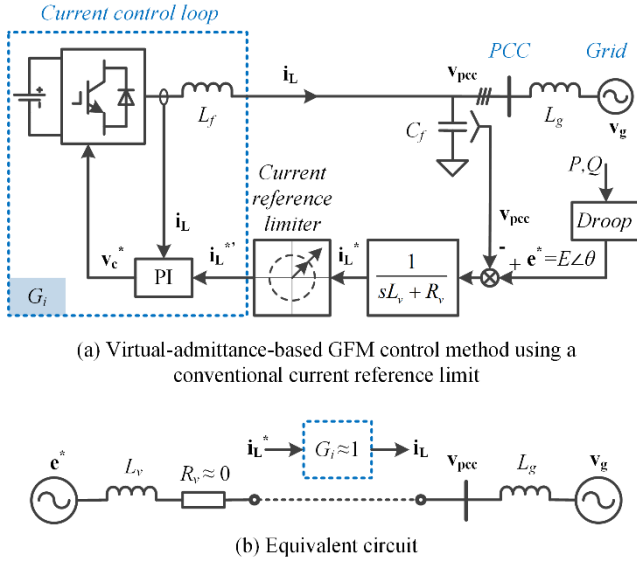 Current control loop
i_L
v_pcc
PCC
Grid
L_f
C_f
L_g
v_g
P,Q
Current
reference
limiter
v_pcc
Droop
i_L
v_c^*
i_L^*'
i_L^*
PI
1
sL_v + R_v
- + e^* =E∠θ
G_i
(a) Virtual-admittance-based GFM control method using a
conventional current reference limit
e^*
L_v
R_v ≈ 0
i_L^*
G_i≈1
i_L
v_pcc
L_g
v_g
(b) Equivalent circuit